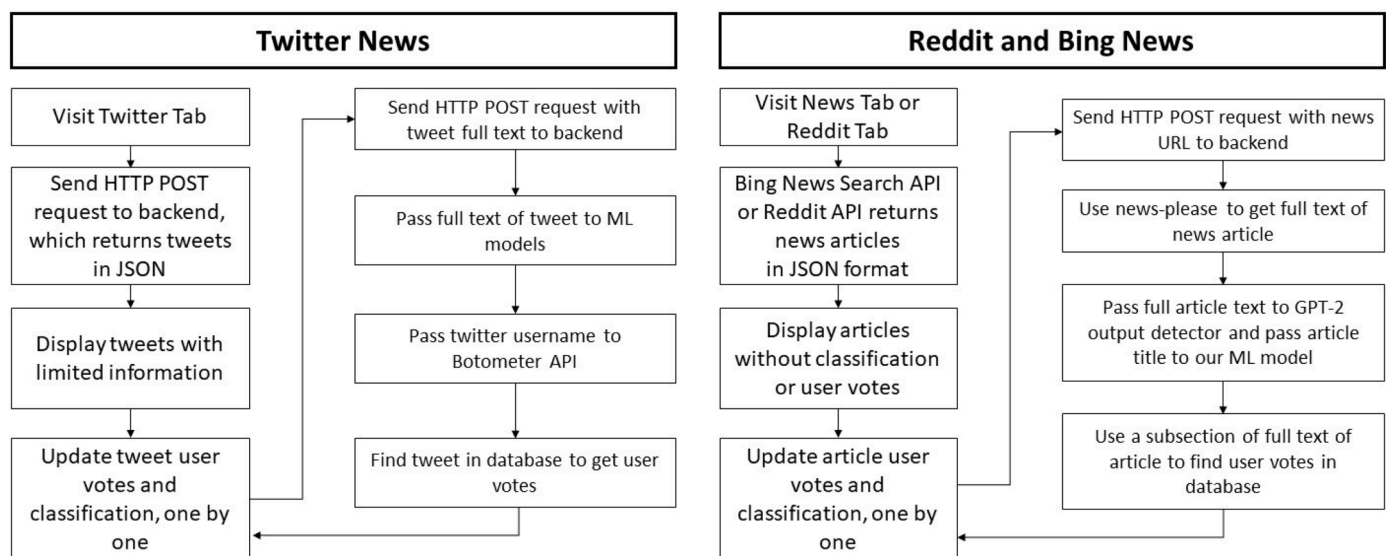 Twitter News
Visit Twitter Tab
Send HTTP POST
request to backend,
which returns tweets
in JSON
Display tweets with
limited information
Update tweet user
votes and
classification, one by
one
Send HTTP POST request with
tweet full text to backend
Pass full text of tweet to ML
models
Pass twitter username to
Botometer API
Find tweet in database to get user
votes
Reddit and Bing News
Visit News Tab or
Reddit Tab
Bing News Search API
or Reddit API returns
news articles
in JSON format
Display articles
without classification
or user votes
Update article user
votes and
classification, one by
one
Send HTTP POST request with news
URL to backend
Use news-please to get full text of
news article
Pass full article text to GPT-2
output detector and pass article
title to our ML model
Use a subsection of full text of
article to find user votes in
database